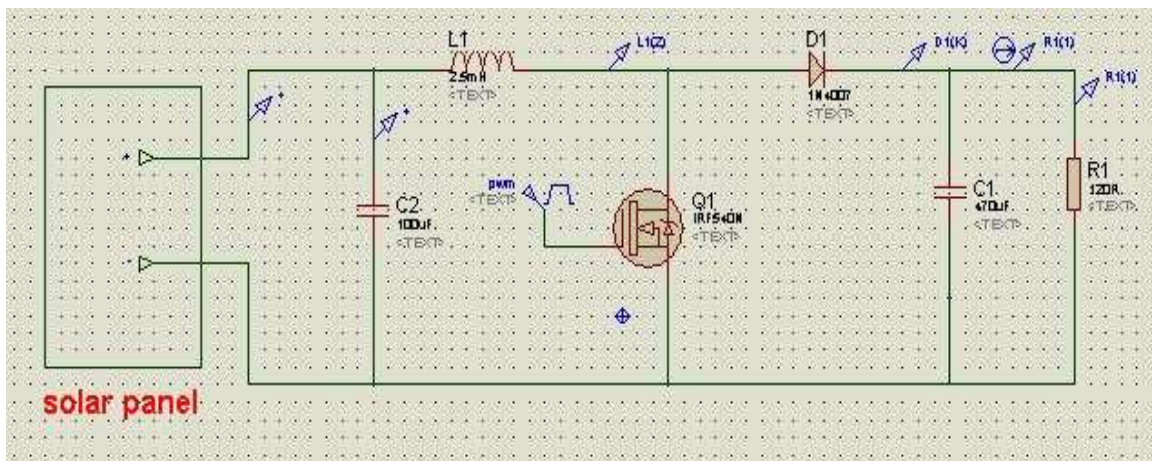 L1
2.5mH
<TEXT>
L1(2)
D1
1N4007
<TEXT>
D1(K)
R1(1)
R1(1)
+
+
+
-
pwm
<TEXT>
C2
100uF
<TEXT>
Q1
IRF540N
C1
470uF
<TEXT>
R1
120R
<TEXT>
solar panel